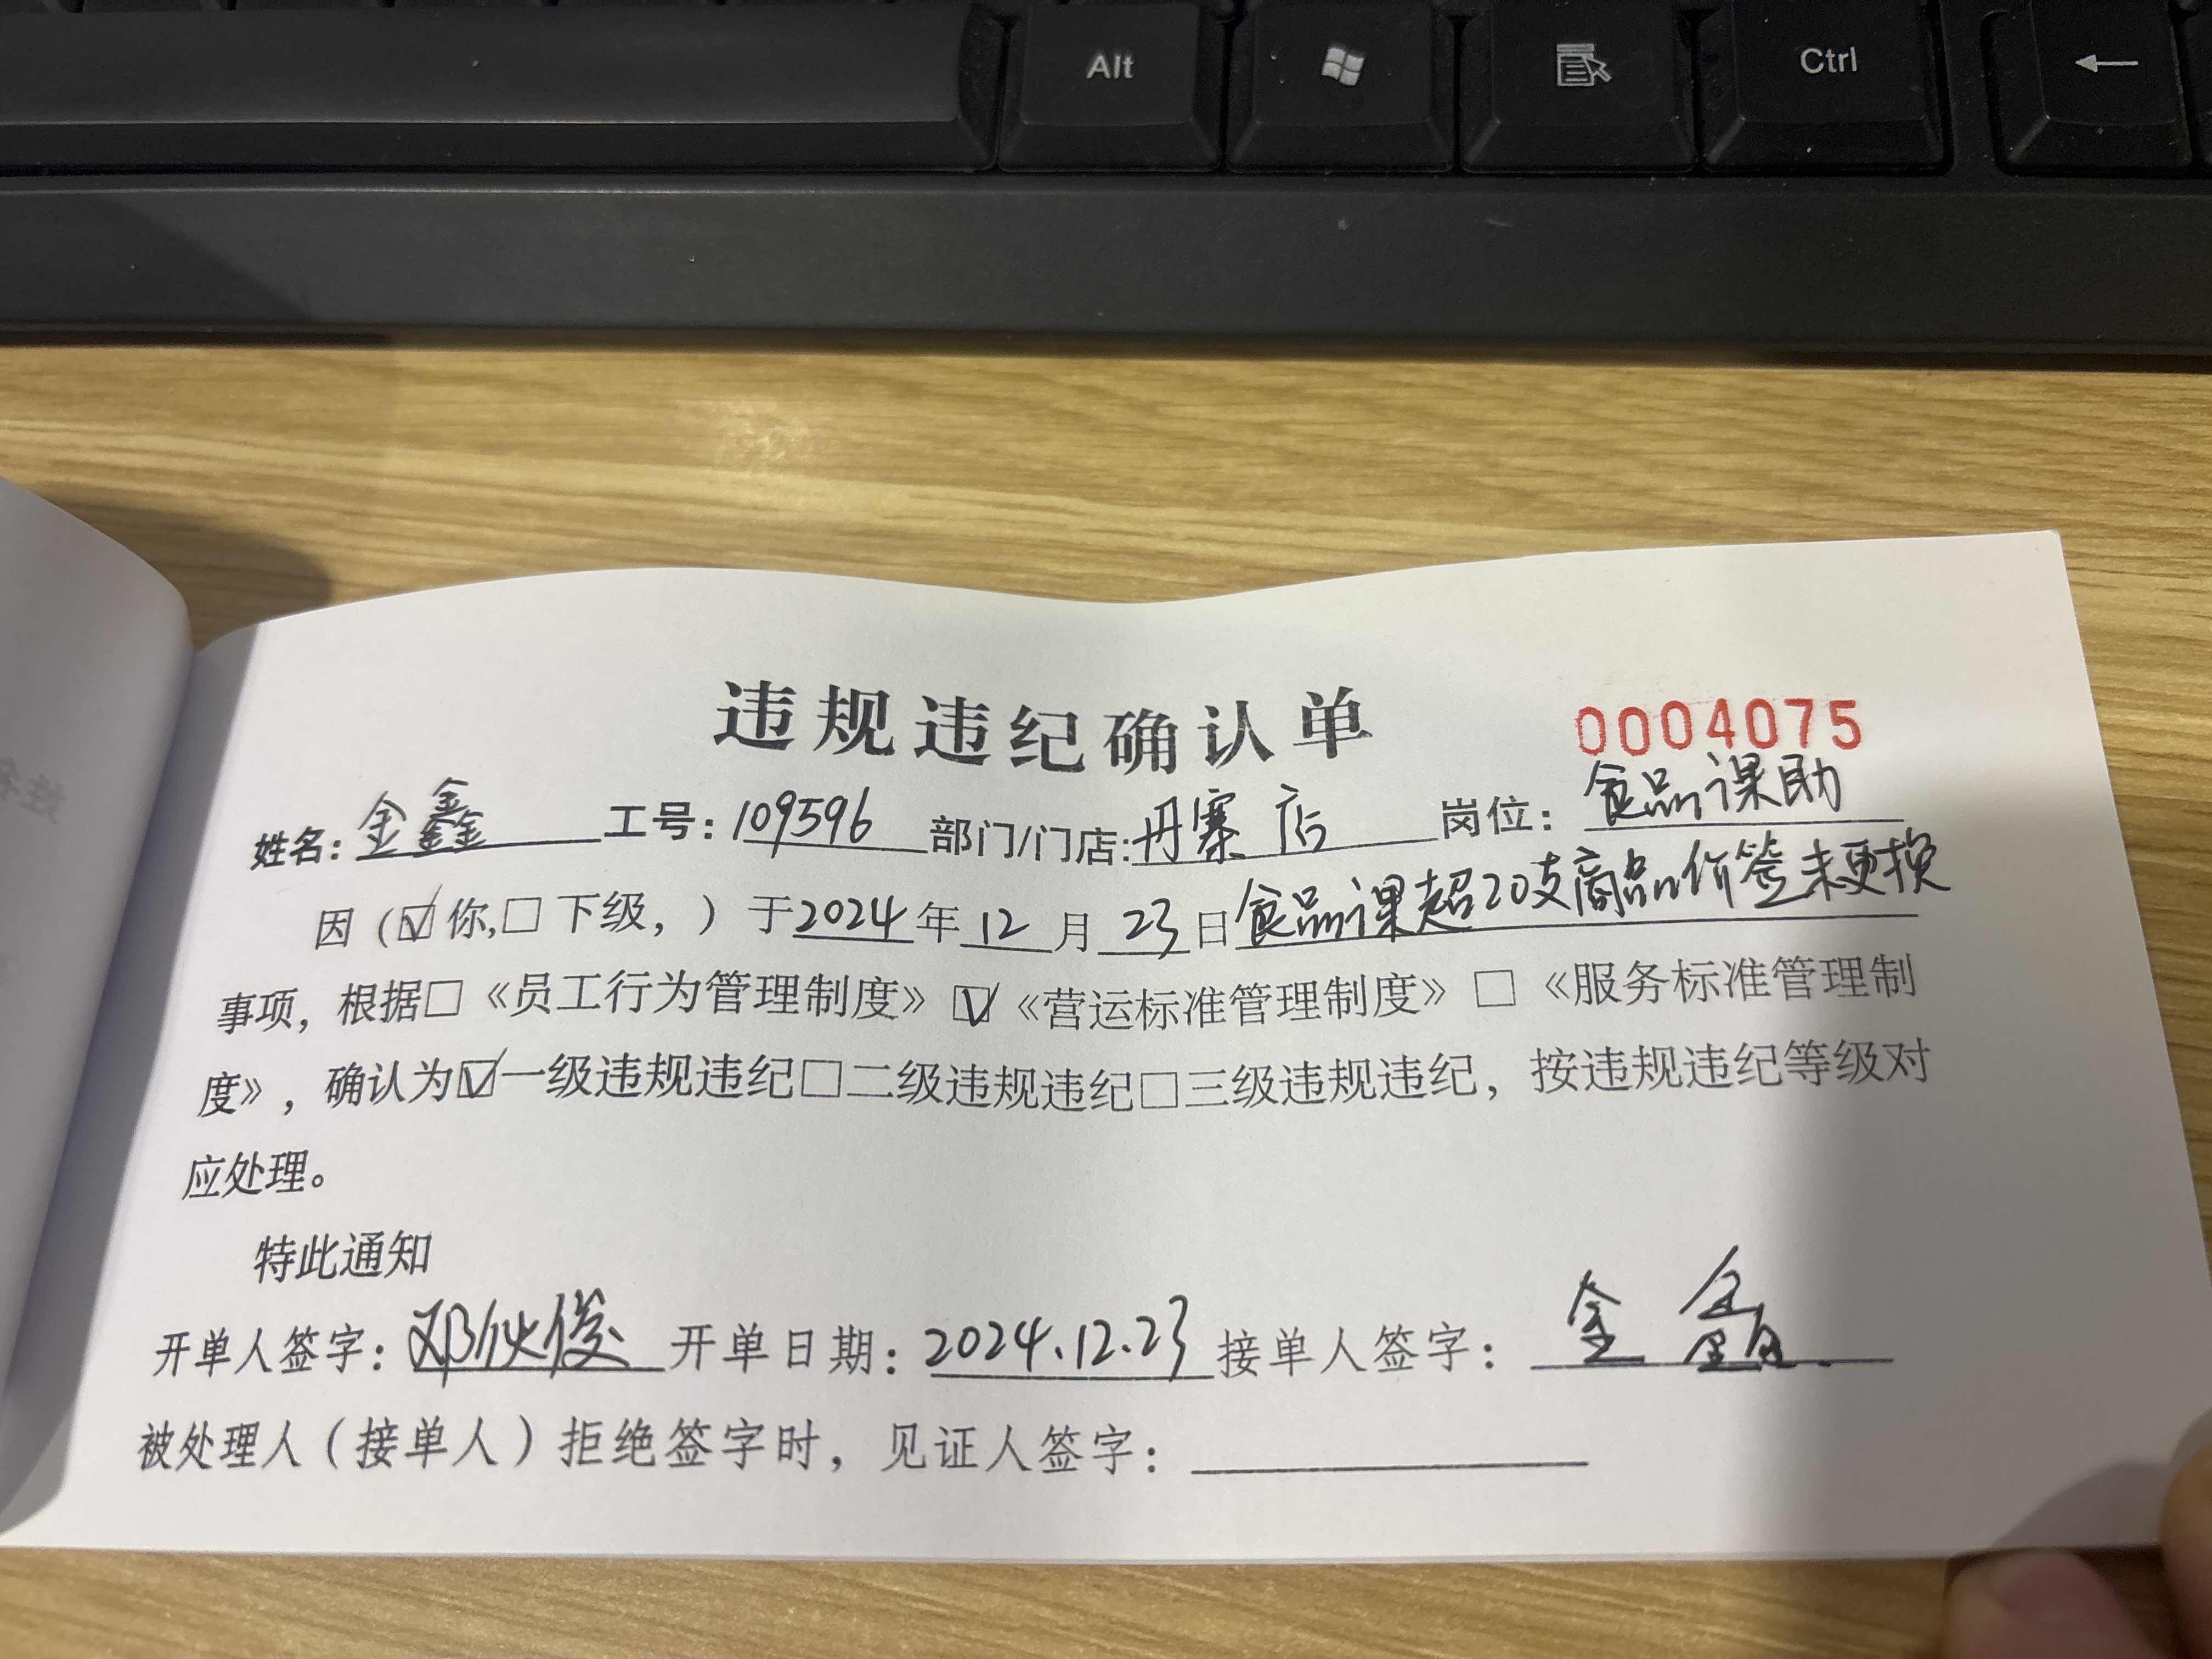 Alt
Ctrl
←
违规违纪确认单
0004075
姓名:金鑫 工号:109596 部门/门店:丹寨店 岗位:食品课助
因(☑你,☐下级,)于2024年12月23日食品课超20支商品价签未更换
事项,根据☐《员工行为管理制度》☑《营运标准管理制度》☐《服务标准管理制
度》,确认为☑一级违规违纪☐二级违规违纪☐三级违规违纪,按违规违纪等级对
应处理。
特此通知
开单人签字:邓 俊 开单日期:2024.12.23 接单人签字:金鑫
被处理人(接单人)拒绝签字时,见证人签字: